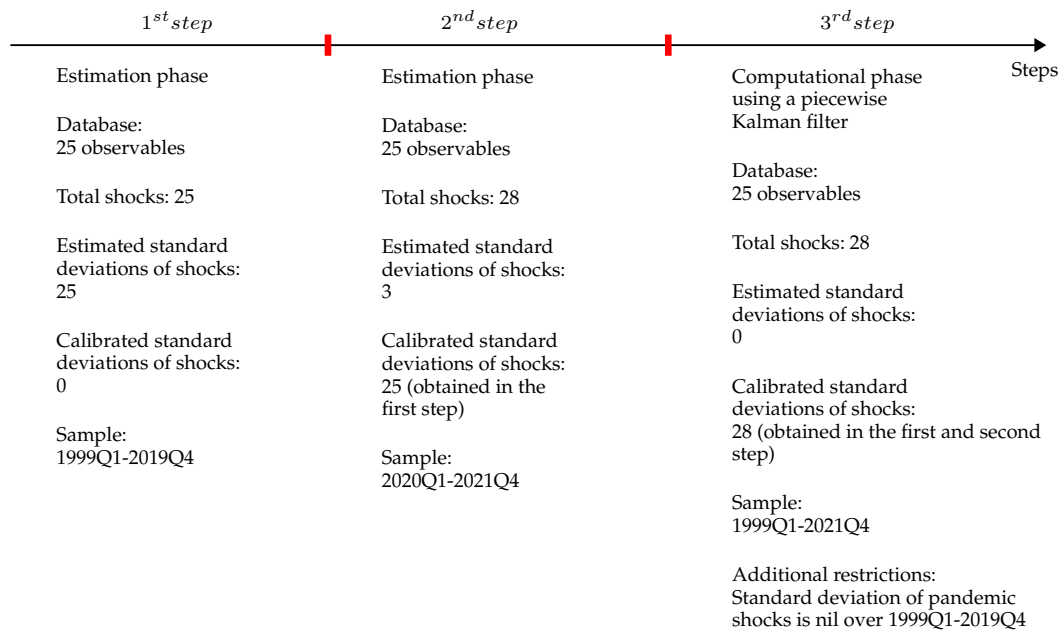 1st step
2nd step
3rd step
Steps
Estimation phase
Database:
25 observables
Total shocks: 25
Estimated standard
deviations of shocks:
25
Calibrated standard
deviations of shocks:
0
Sample:
1999Q1-2019Q4
Estimation phase
Database:
25 observables
Total shocks: 28
Estimated standard
deviations of shocks:
3
Calibrated standard
deviations of shocks:
25 (obtained in the
first step)
Sample:
2020Q1-2021Q4
Computational phase
using a piecewise
Kalman filter
Database:
25 observables
Total shocks: 28
Estimated standard
deviations of shocks:
0
Calibrated standard
deviations of shocks:
28 (obtained in the first and second
step)
Sample:
1999Q1-2021Q4
Additional restrictions:
Standard deviation of pandemic
shocks is nil over 1999Q1-2019Q4